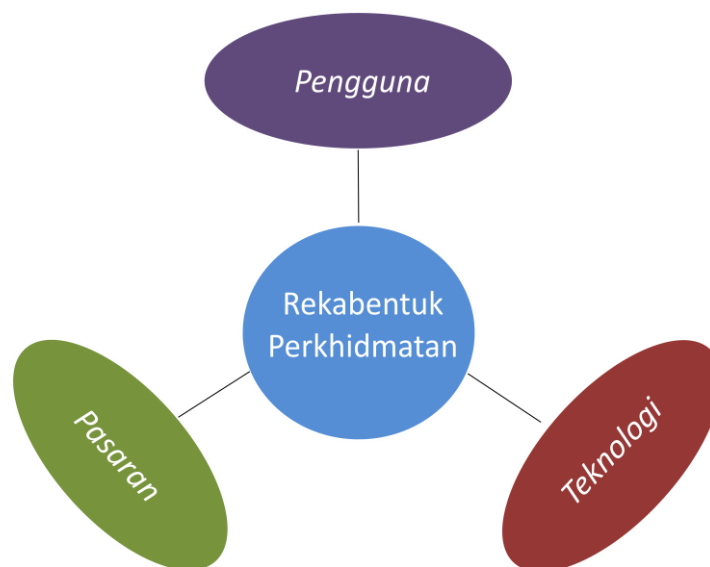 Pengguna
Rekabentuk
Perkhidmatan
Pasaran
Teknologi